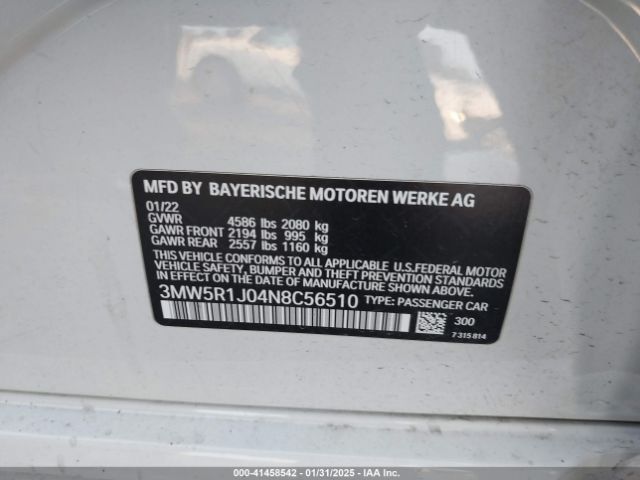 MFD BY BAYERISCHE MOTOREN WERKE AG
01/22
GVWR 4586 lbs 2080 kg
GAWR FRONT 2194 lbs 995 kg
GAWR REAR 2557 lbs 1160 kg
THIS VEHICLE CONFORMS TO ALL APPLICABLE U.S.FEDERAL MOTOR
VEHICLE SAFETY, BUMPER AND THEFT PREVENTION STANDARDS
IN EFFECT ON THE DATE OF MANUFACTURE SHOWN ABOVE.
3MW5R1J04N8C56510 TYPE: PASSENGER CAR
300
7315814
000-41458542 - 01/31/2025 - IAA Inc.